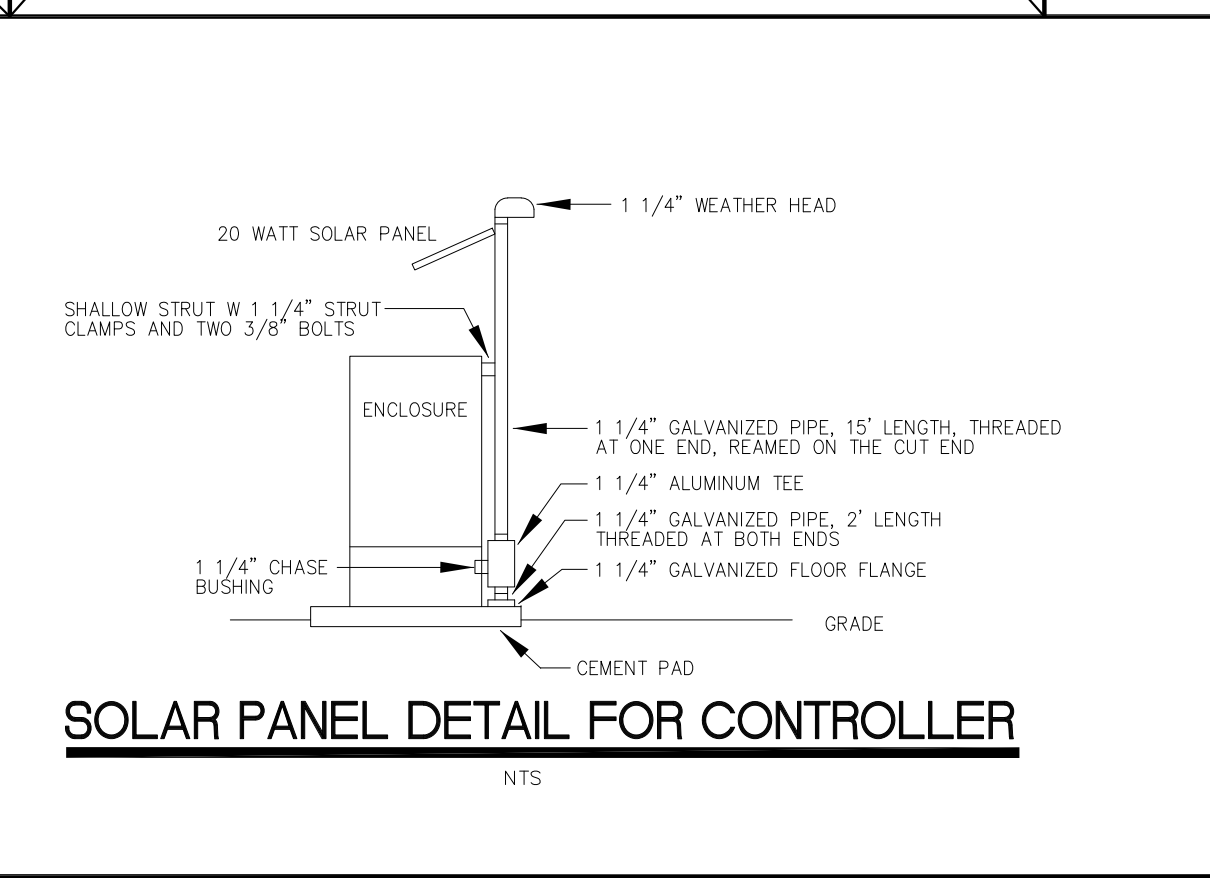 1 1/4" WEATHER HEAD
20 WATT SOLAR PANEL
SHALLOW STRUT W 1 1/4" STRUT
CLAMPS AND TWO 3/8" BOLTS
ENCLOSURE
1 1/4" GALVANIZED PIPE, 15' LENGTH, THREADED
AT ONE END, REAMED ON THE CUT END
1 1/4" ALUMINUM TEE
1 1/4" GALVANIZED PIPE, 2' LENGTH
THREADED AT BOTH ENDS
1 1/4" CHASE
BUSHING
1 1/4" GALVANIZED FLOOR FLANGE
GRADE
CEMENT PAD
SOLAR PANEL DETAIL FOR CONTROLLER
NTS